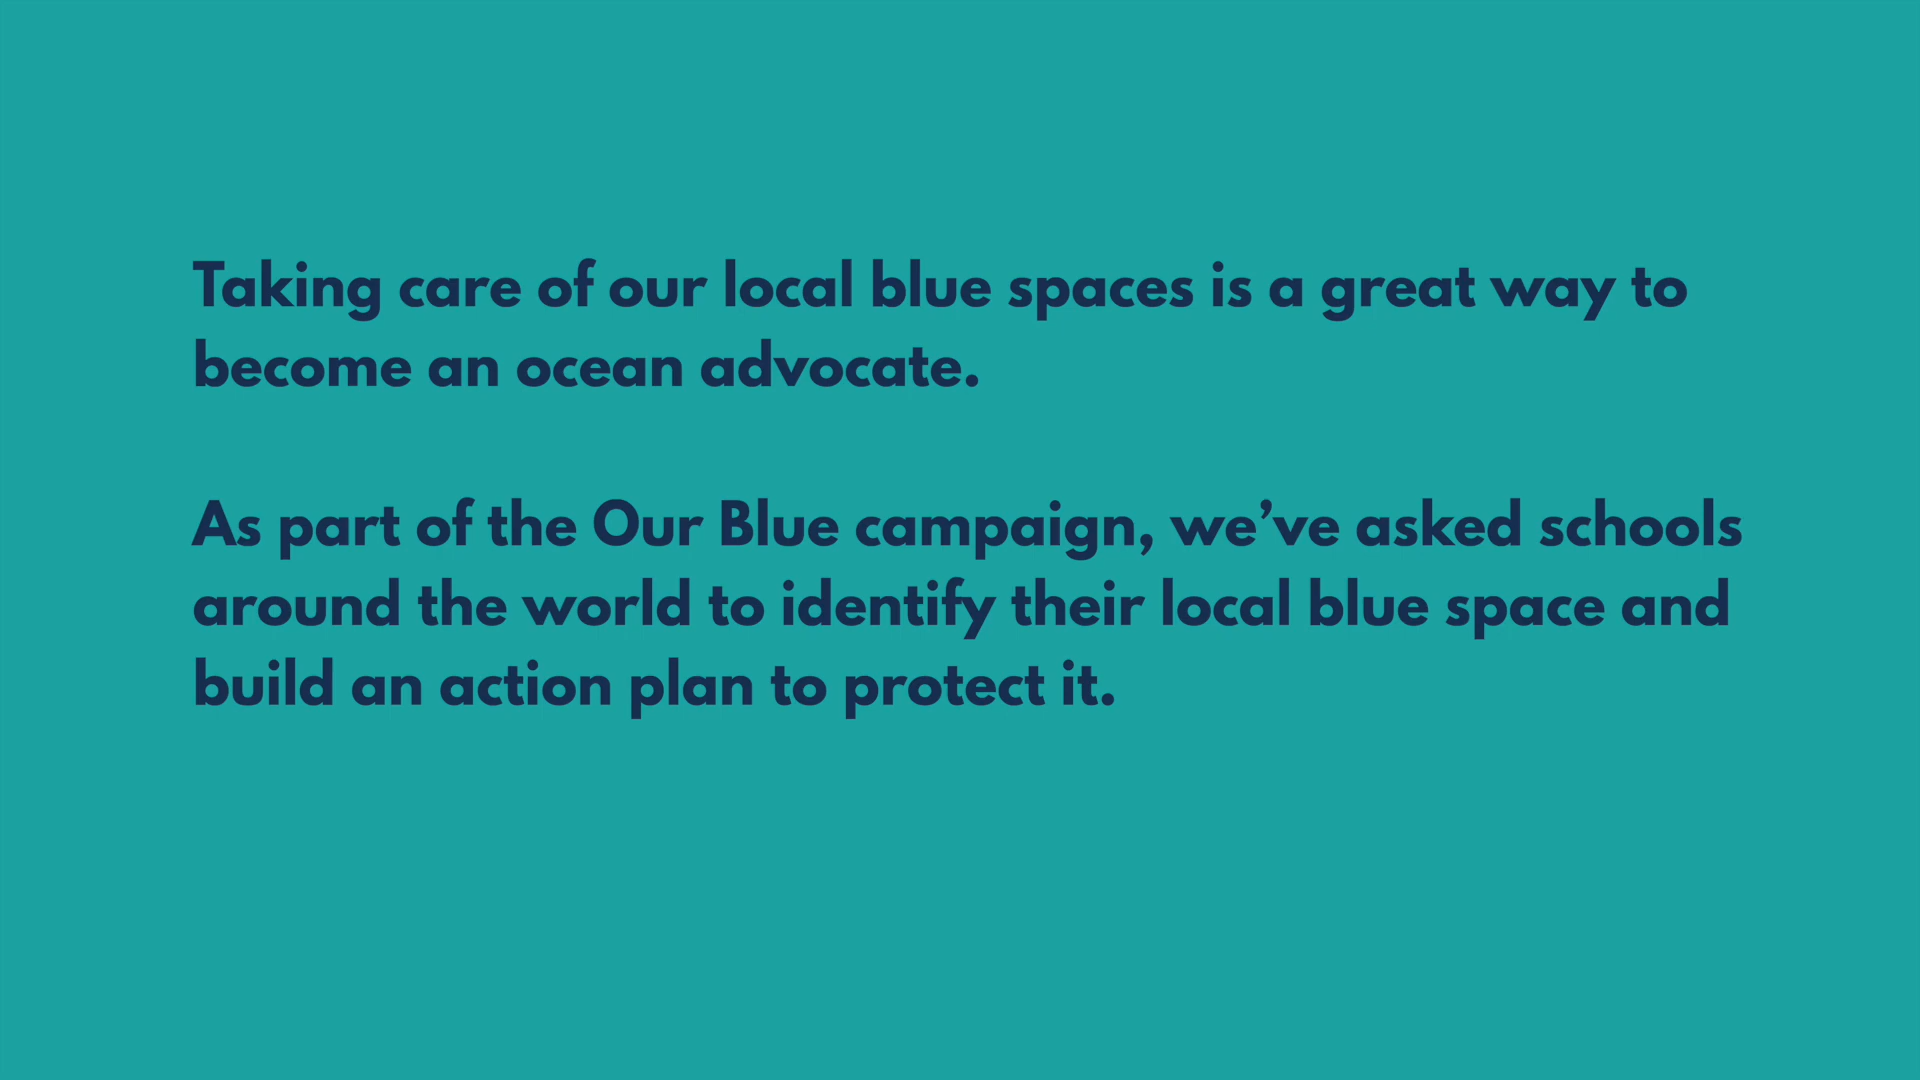 Taking care of our local blue spaces is a great way to
become an ocean advocate.
As part of the Our Blue campaign, we’ve asked schools
around the world to identify their local blue space and
build an action plan to protect it.